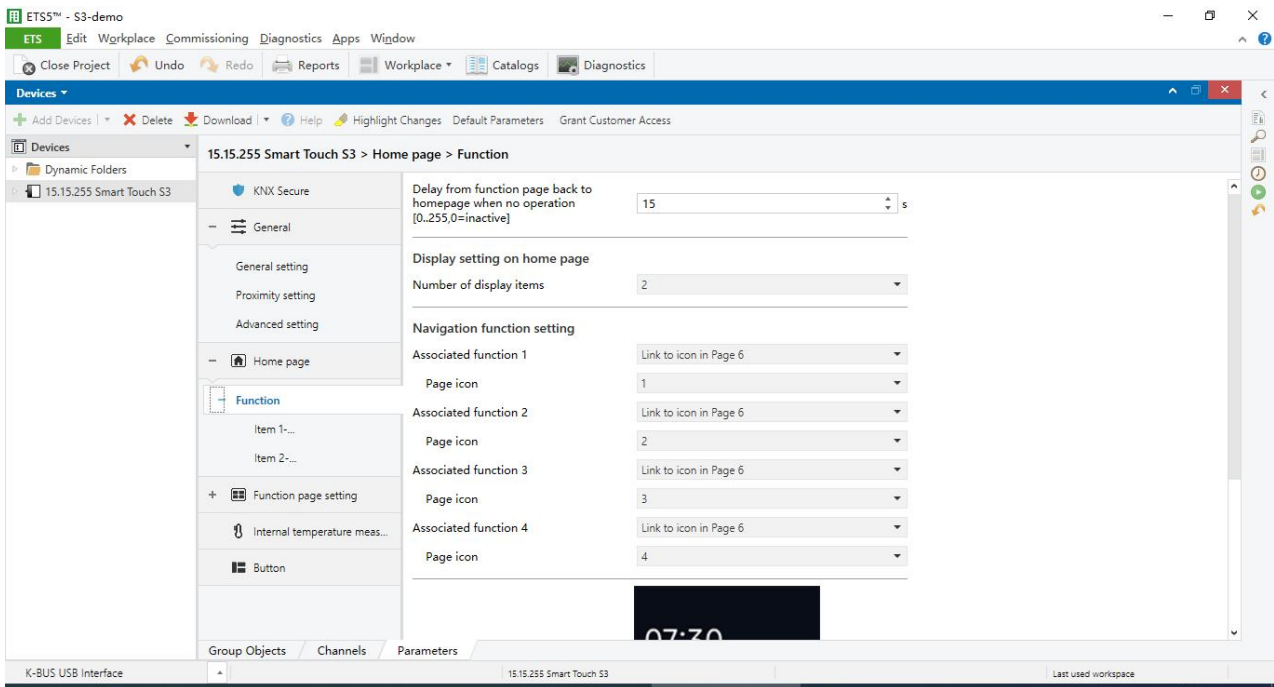 ETS5™ - S3-demo
ETS Edit Workplace Commissioning Diagnostics Apps Window
Close Project Undo Redo Reports Workplace Catalogs Diagnostics
Devices
Add Devices Delete Download Help Highlight Changes Default Parameters Grant Customer Access
Devices
Dynamic Folders
15.15.255 Smart Touch S3
15.15.255 Smart Touch S3 > Home page > Function
KNX Secure
General
General setting
Proximity setting
Advanced setting
Home page
Function
Item 1-...
Item 2-...
Function page setting
Internal temperature meas...
Button
Delay from function page back to
homepage when no operation
[0..255,0=inactive]
15 s
Display setting on home page
Number of display items 2
Navigation function setting
Associated function 1 Link to icon in Page 6
Page icon 1
Associated function 2 Link to icon in Page 6
Page icon 2
Associated function 3 Link to icon in Page 6
Page icon 3
Associated function 4 Link to icon in Page 6
Page icon 4
07:30
Group Objects Channels Parameters
K-BUS USB Interface 15.15.255 Smart Touch S3 Last used workspace